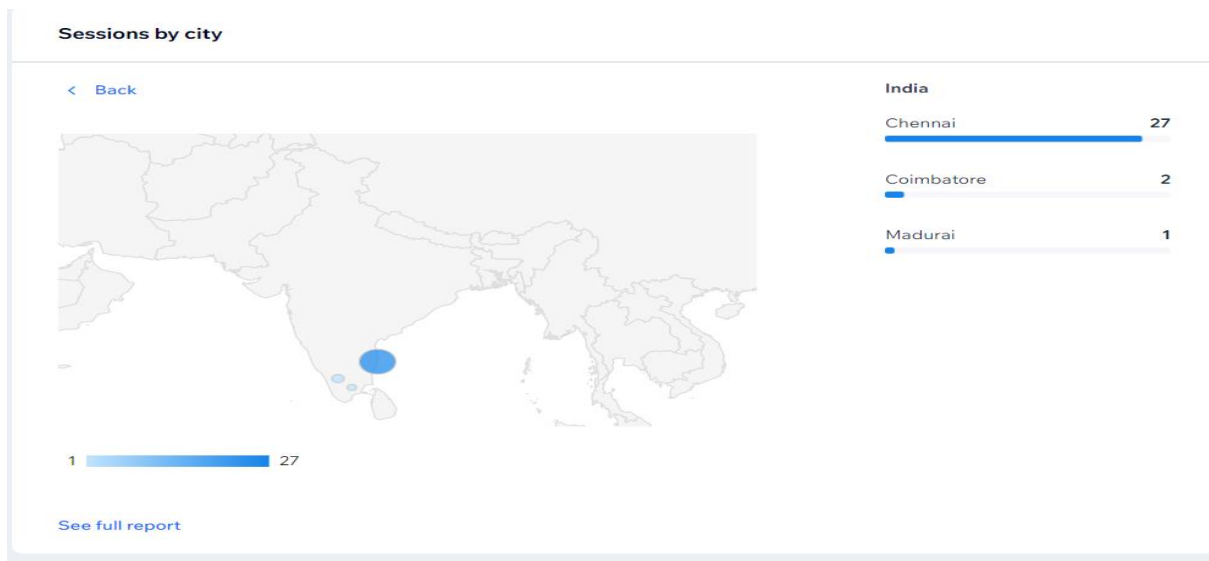 Sessions by city
< Back
India
Chennai 27
Coimbatore 2
Madurai 1
1 27
See full report